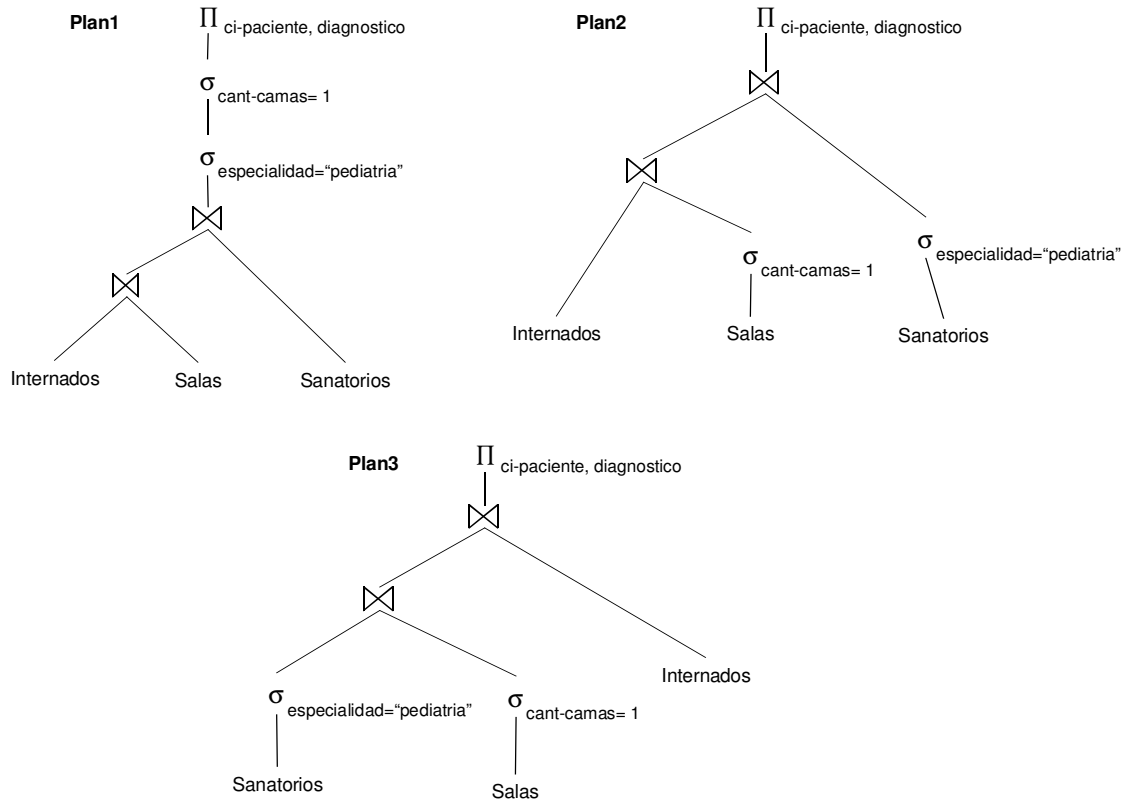 Plan1
Π ci-paciente, diagnostico
σ cant-camas= 1
σ especialidad=“pediatria”
Internados
Salas
Sanatorios
Plan2
Π ci-paciente, diagnostico
σ cant-camas= 1
σ especialidad=“pediatria”
Internados
Salas
Sanatorios
Plan3
Π ci-paciente, diagnostico
Internados
σ especialidad=“pediatria”
σ cant-camas= 1
Sanatorios
Salas